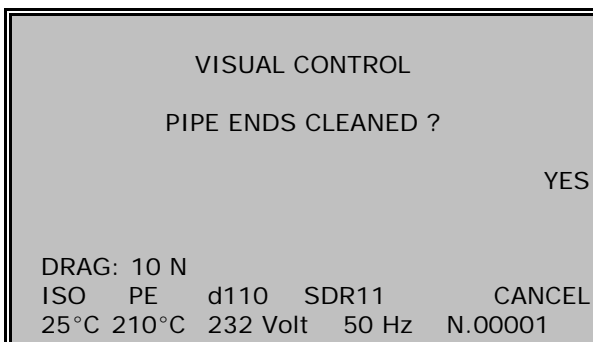 VISUAL CONTROL
PIPE ENDS CLEANED ?
YES
DRAG: 10 N
ISO PE d110 SDR11 CANCEL
25°C 210°C 232 Volt 50 Hz N.00001